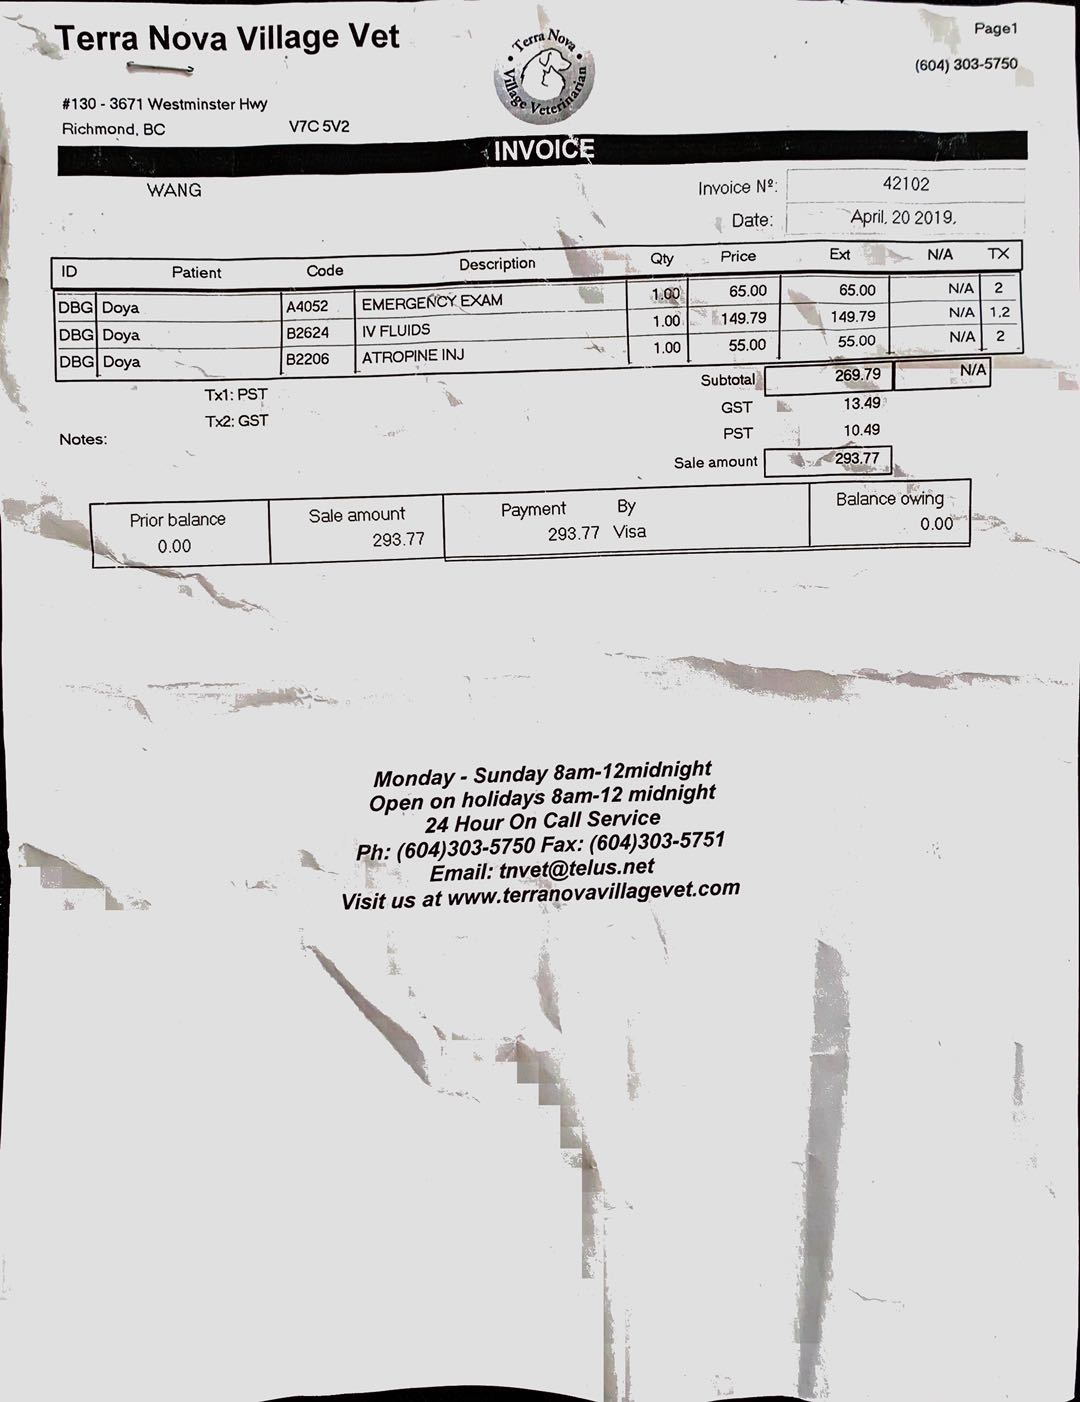 Terra Nova Village Vet
Page1
(604) 303-5750
Terra Nova
Village Veterinarian
#130 - 3671 Westminster Hwy
Richmond, BC V7C 5V2
INVOICE
WANG
Invoice Nº: 42102
Date: April, 20 2019,
ID Patient Code Description Qty Price Ext N/A TX
DBG Doya A4052 EMERGENCY EXAM 1.00 65.00 65.00 N/A 2
DBG Doya B2624 IV FLUIDS 1.00 149.79 149.79 N/A 1,2
DBG Doya B2206 ATROPINE INJ 1.00 55.00 55.00 N/A 2
Subtotal 269.79 N/A
Tx1: PST
GST 13.49
Tx2: GST
PST 10.49
Notes:
Sale amount 293.77
Prior balance Sale amount Payment By Balance owing
0.00 293.77 293.77 Visa 0.00
Monday - Sunday 8am-12midnight
Open on holidays 8am-12 midnight
24 Hour On Call Service
Ph: (604)303-5750 Fax: (604)303-5751
Email: tnvet@telus.net
Visit us at www.terranovavillagevet.com